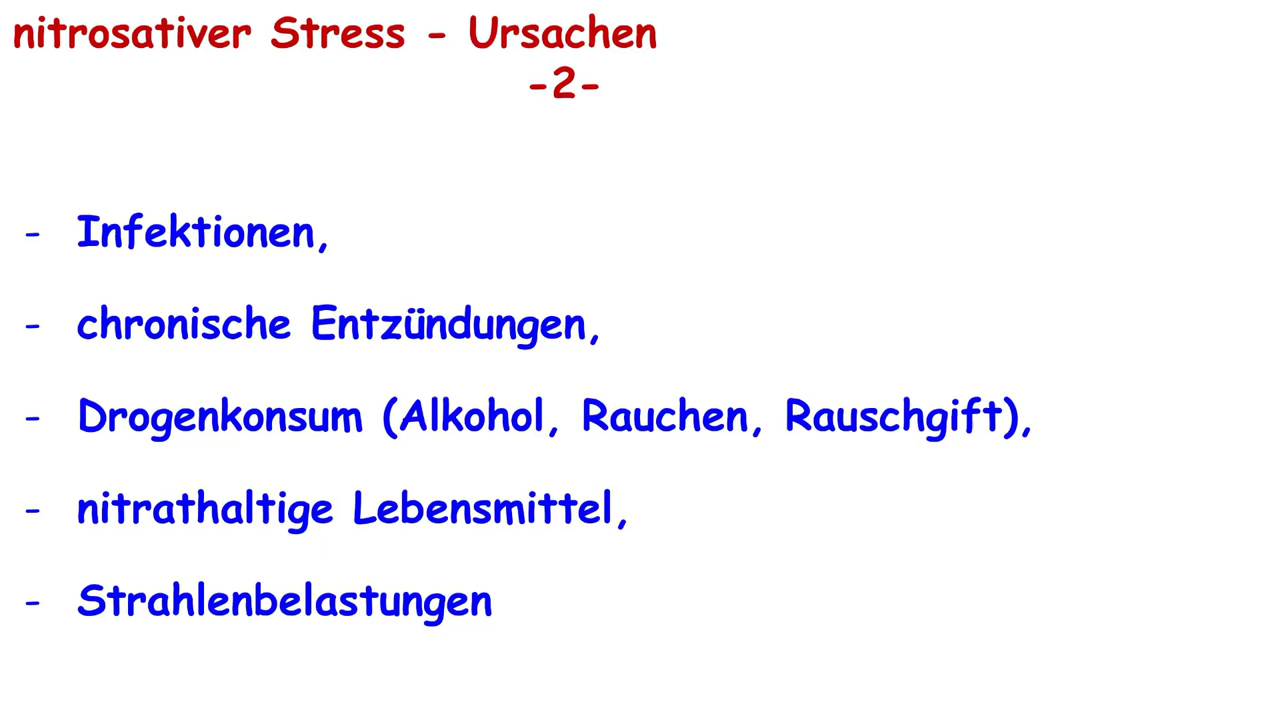 nitrosativer Stress - Ursachen
-2-
- Infektionen,
- chronische Entzündungen,
- Drogenkonsum (Alkohol, Rauchen, Rauschgift),
- nitrathaltige Lebensmittel,
- Strahlenbelastungen